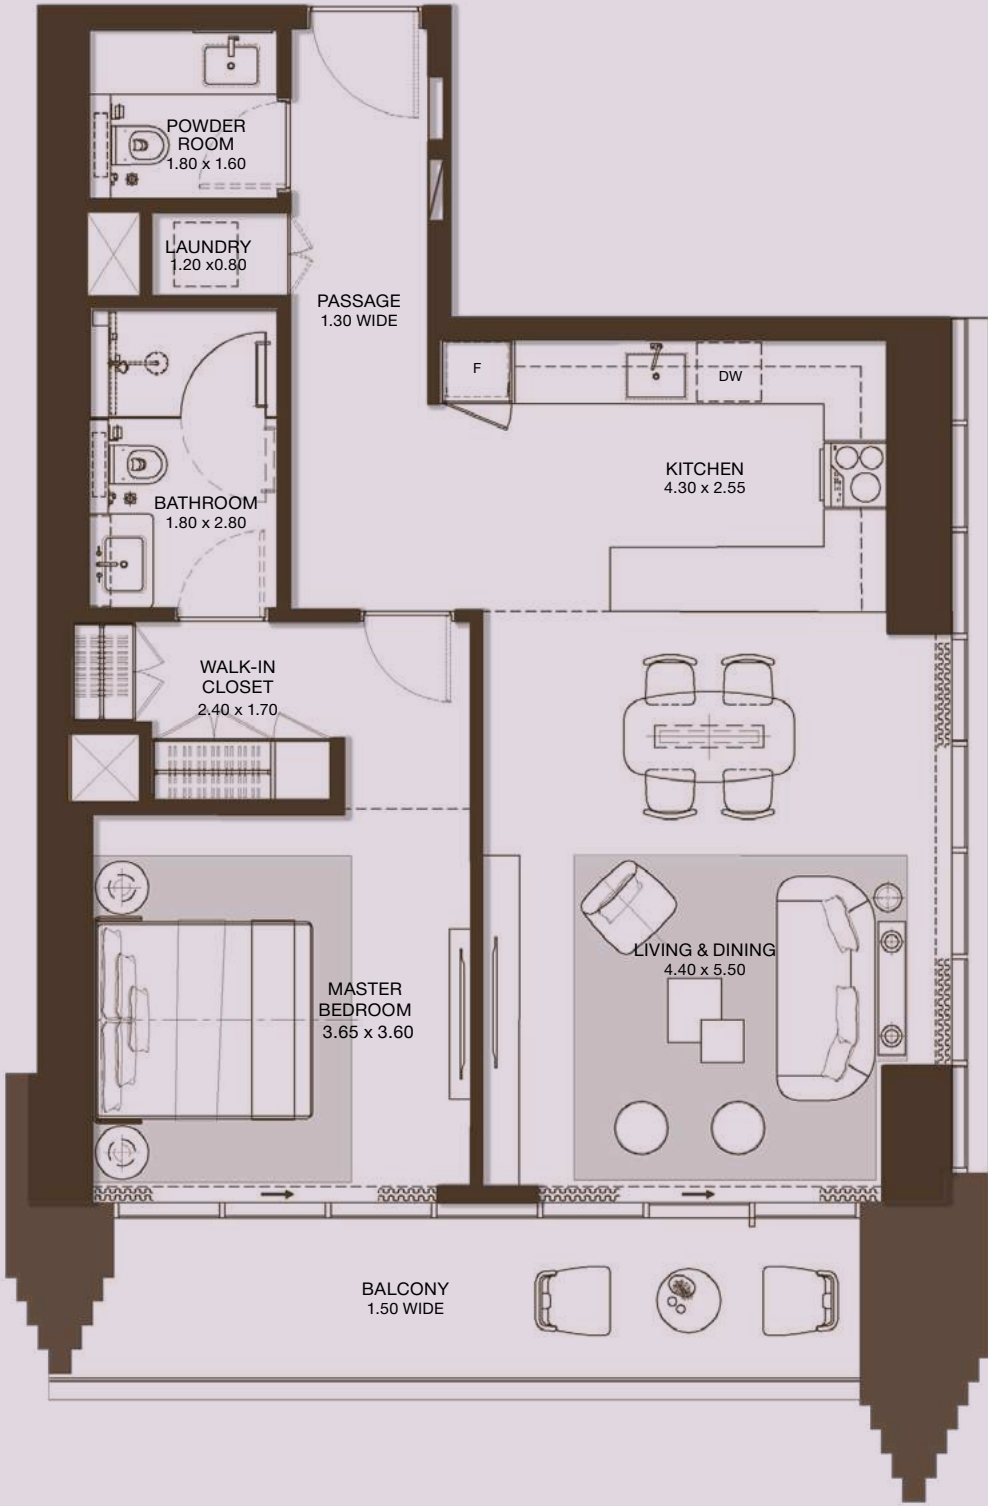 POWDER
ROOM
1.80 x 1.60
LAUNDRY
1.20 x0.80
PASSAGE
1.30 WIDE
F
DW
KITCHEN
4.30 x 2.55
BATHROOM
1.80 x 2.80
WALK-IN
CLOSET
2.40 x 1.70
LIVING & DINING
4.40 x 5.50
MASTER
BEDROOM
3.65 x 3.60
BALCONY
1.50 WIDE